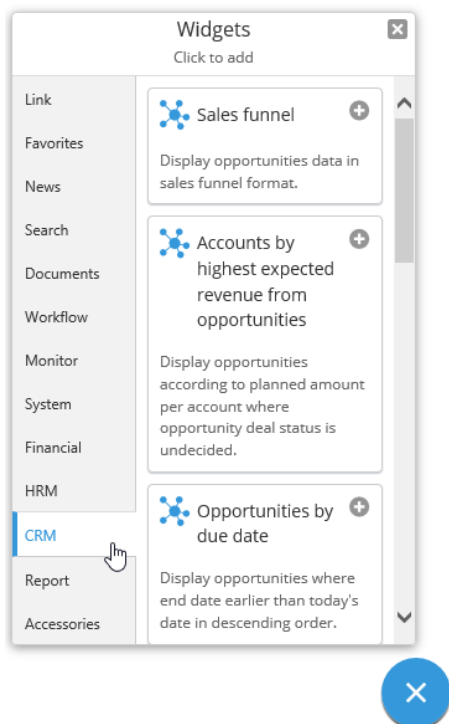 Widgets
Click to add
Link
Favorites
News
Search
Documents
Workflow
Monitor
System
Financial
HRM
CRM
Report
Accessories
Sales funnel
Display opportunities data in
sales funnel format.
Accounts by
highest expected
revenue from
opportunities
Display opportunities
according to planned amount
per account where
opportunity deal status is
undecided.
Opportunities by
due date
Display opportunities where
end date earlier than today's
date in descending order.